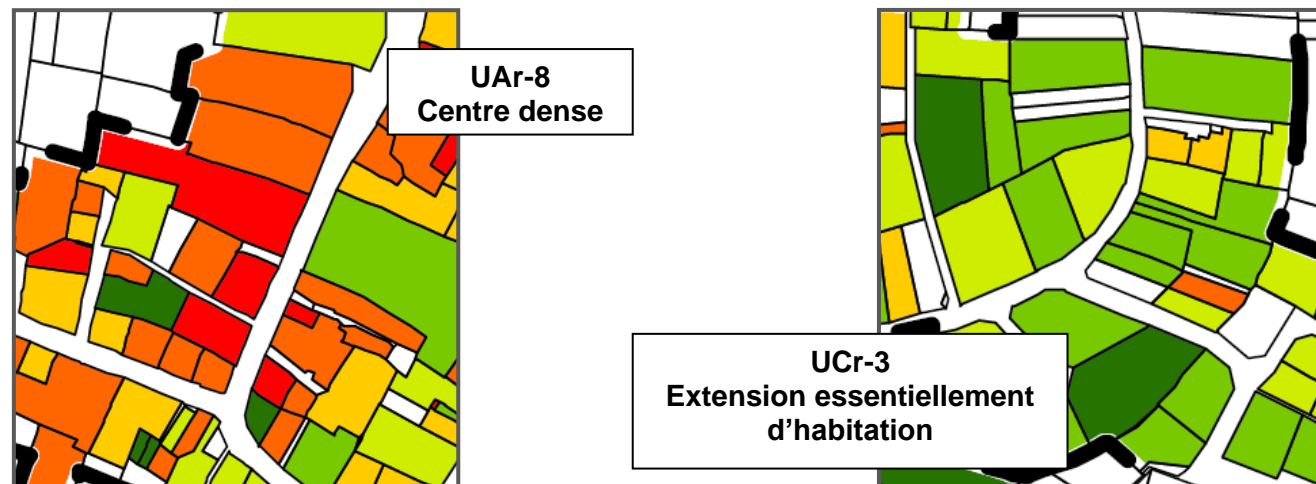 UAr-8
Centre dense
UCr-3
Extension essentiellement
d’habitation